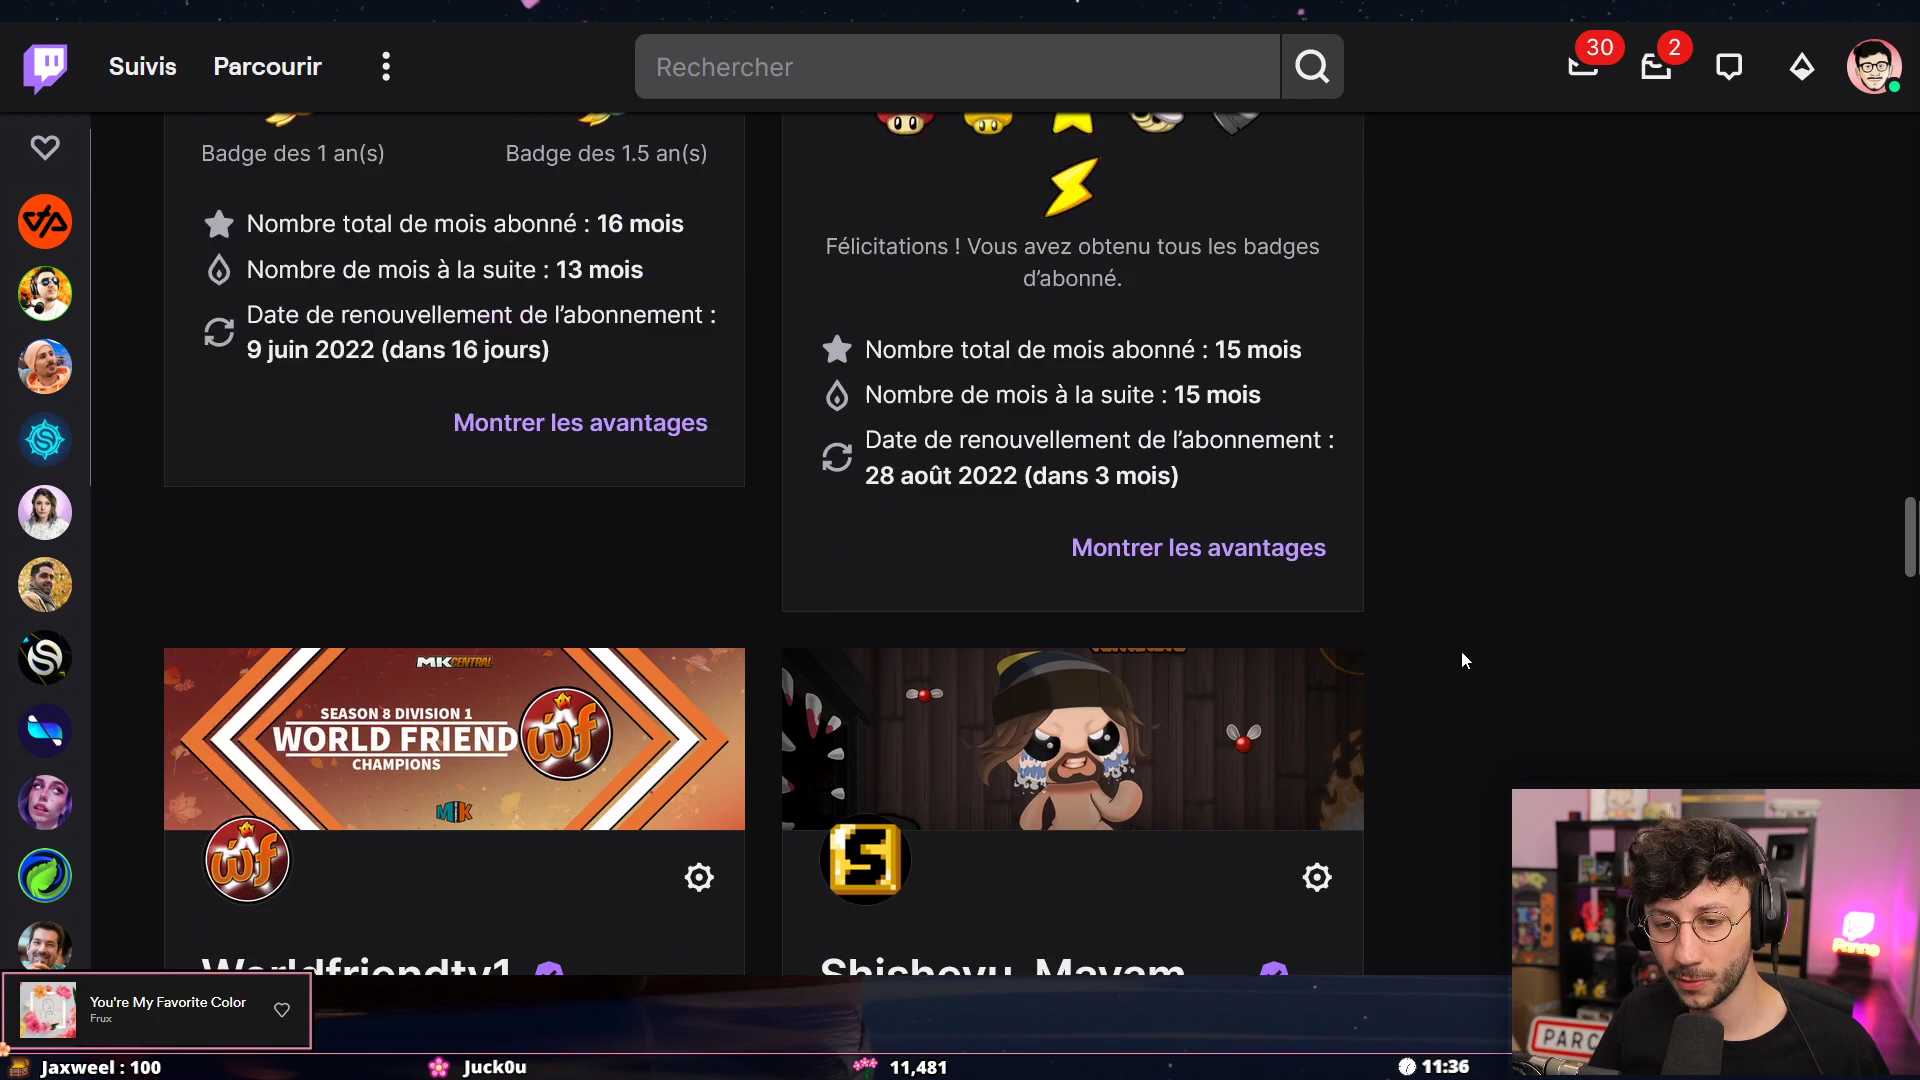 Suivis
Parcourir
Rechercher
30
2
Badge des 1 an(s)
Badge des 1.5 an(s)
Nombre total de mois abonné : 16 mois
Nombre de mois à la suite : 13 mois
Date de renouvellement de l’abonnement :
9 juin 2022 (dans 16 jours)
Montrer les avantages
Félicitations ! Vous avez obtenu tous les badges
d’abonné.
Nombre total de mois abonné : 15 mois
Nombre de mois à la suite : 15 mois
Date de renouvellement de l’abonnement :
28 août 2022 (dans 3 mois)
Montrer les avantages
MKCENTRAL
SEASON 8 DIVISION 1
WORLD FRIEND
CHAMPIONS
wf
wf
S
Worldfriendtv1
Shisheyu_Mayam
You're My Favorite Color
Frux
PARC
Jaxweel : 100
Juck0u
11,481
11:36